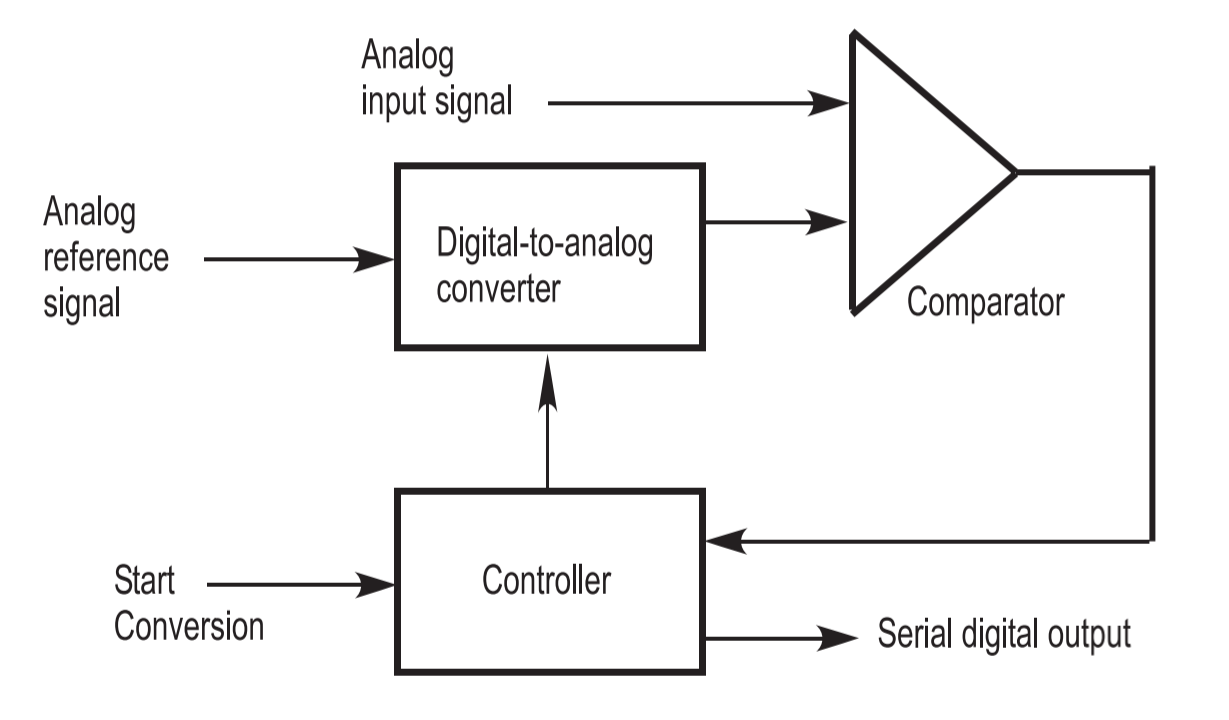 Analog
input signal
Analog
reference
signal
Digital-to-analog
converter
Comparator
Start
Conversion
Controller
Serial digital output